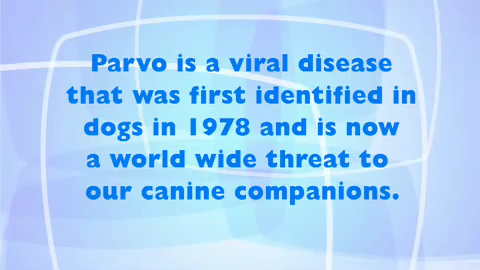 Parvo is a viral disease
that was first identified in
dogs in 1978 and is now
a world wide threat to
our canine companions.